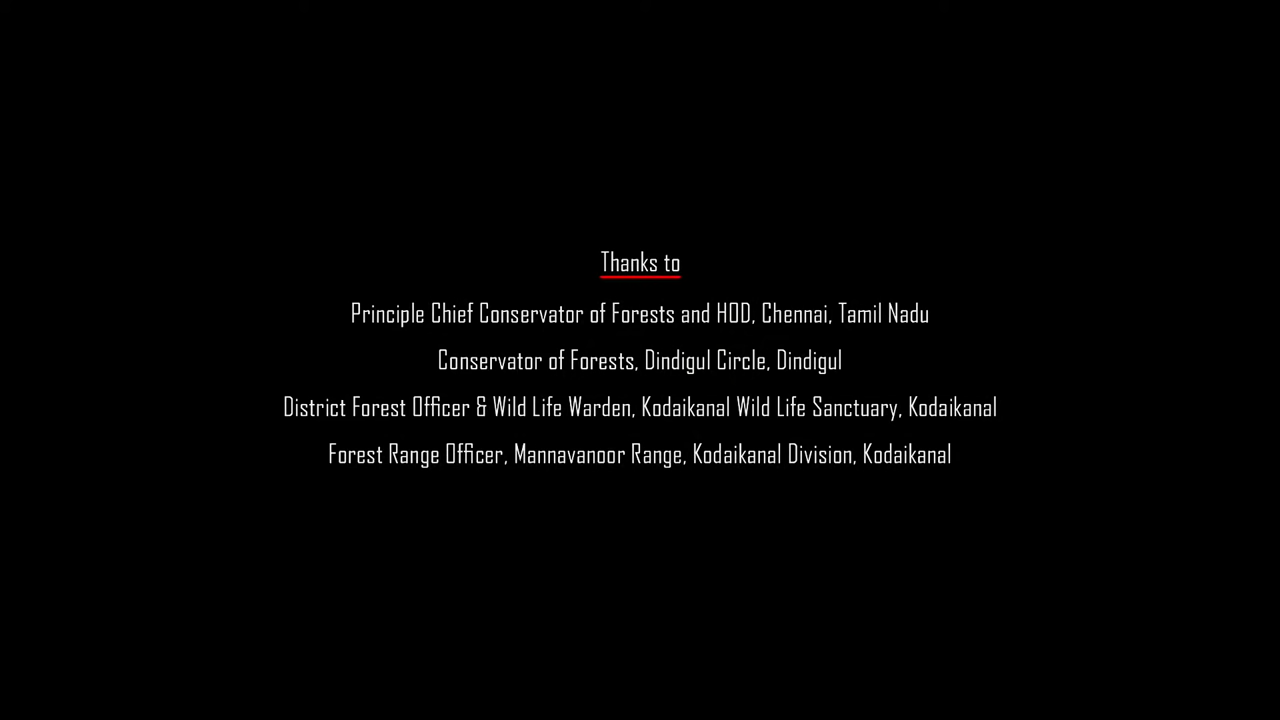 Thanks to
Principle Chief Conservator of Forests and HOD, Chennai, Tamil Nadu
Conservator of Forests, Dindigul Circle, Dindigul
District Forest Officer & Wild Life Warden, Kodaikanal Wild Life Sanctuary, Kodaikanal
Forest Range Officer, Mannavanoor Range, Kodaikanal Division, Kodaikanal